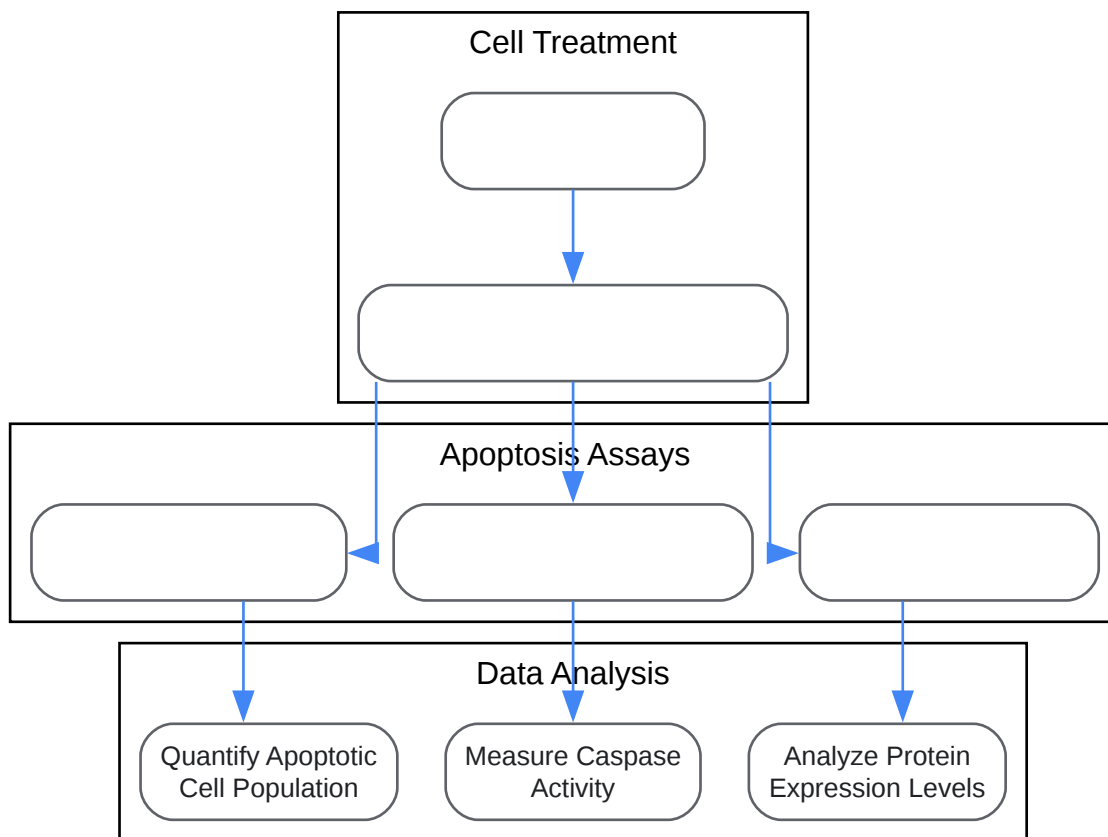 Cell Treatment
Apoptosis Assays
Data Analysis
Quantify Apoptotic
Cell Population
Measure Caspase
Activity
Analyze Protein
Expression Levels